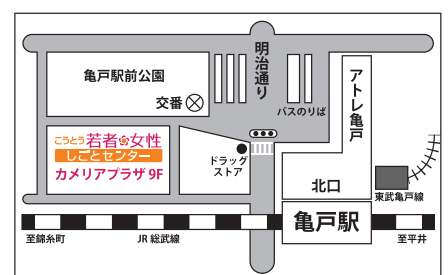 明治通り
亀戸駅前公園
交番
バスのりば
アトレ亀戸
こうとう若者女性
しごとセンター
カメリアプラザ 9F
ドラッグ
ストア
北口
東武亀戸線
亀戸駅
至錦糸町
JR 総武線
至平井